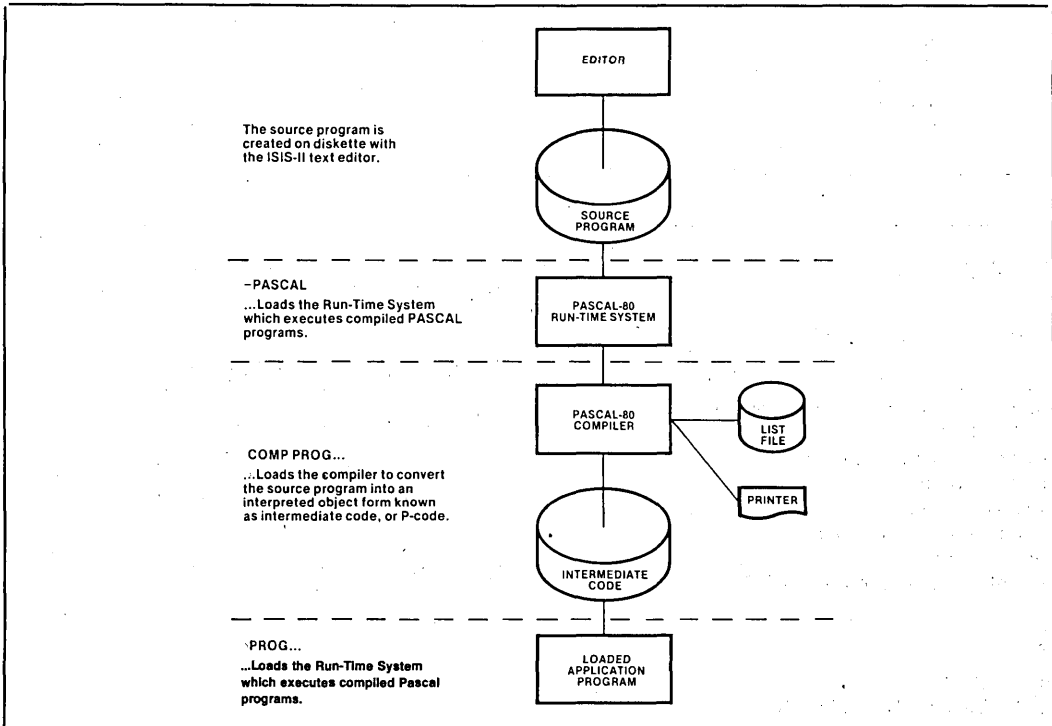 EDITOR
The source program is
created on diskette with
the ISIS-II text editor.
SOURCE
PROGRAM
-PASCAL
...Loads the Run-Time System
which executes compiled PASCAL
programs.
PASCAL-80
RUN-TIME SYSTEM
PASCAL-80
COMPILER
LIST
FILE
COMP PROG...
...Loads the compiler to convert
the source program into an
interpreted object form known
as intermediate code, or P-code.
PRINTER
INTERMEDIATE
CODE
PROG...
...Loads the Run-Time System
which executes compiled Pascal
programs.
LOADED
APPLICATION
PROGRAM